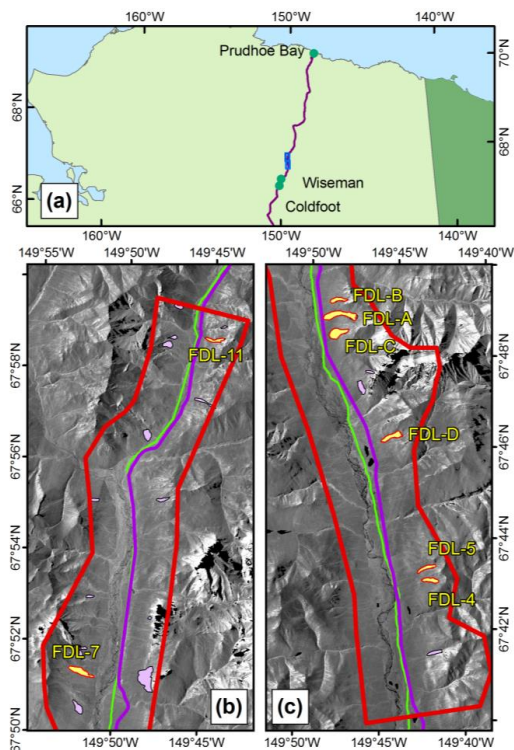 160°W
150°W
140°W
70°N
68°N
68°N
66°N
66°N
Prudhoe Bay
Wiseman
Coldfoot
(a)
160°W
150°W
140°W
149°55'W
149°50'W
149°45'W
149°50'W
149°45'W
149°40'W
67°58'N
67°56'N
67°54'N
67°52'N
67°50'N
FDL-11
FDL-7
(b)
149°50'W
149°45'W
FDL-B
FDL-A
FDL-C
FDL-D
FDL-5
FDL-4
(c)
67°48'N
67°46'N
67°44'N
67°42'N
149°50'W
149°45'W
149°40'W